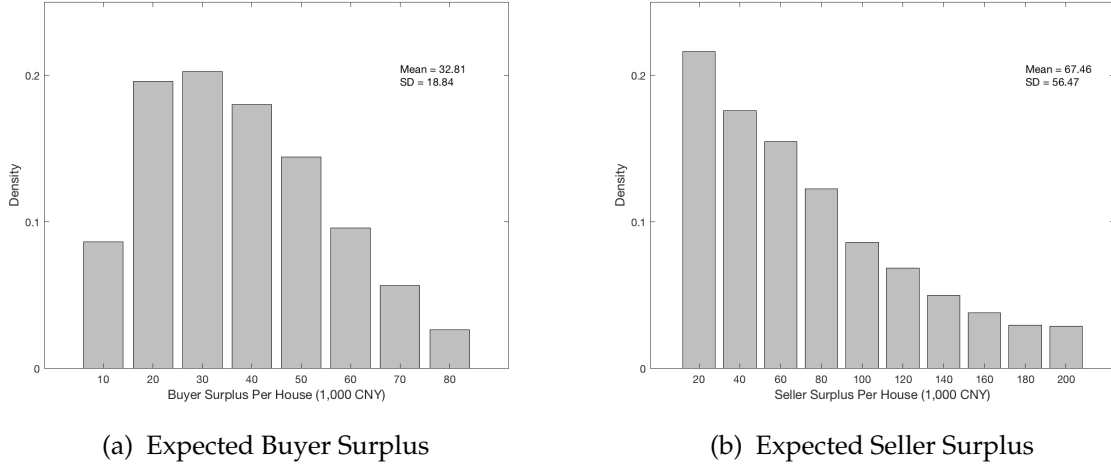 Mean = 32.81
SD = 18.84
0.2
Density
0.1
0
10 20 30 40 50 60 70 80
Buyer Surplus Per House (1,000 CNY)
(a) Expected Buyer Surplus
Mean = 67.46
SD = 56.47
0.2
Density
0.1
0
20 40 60 80 100 120 140 160 180 200
Seller Surplus Per House (1,000 CNY)
(b) Expected Seller Surplus